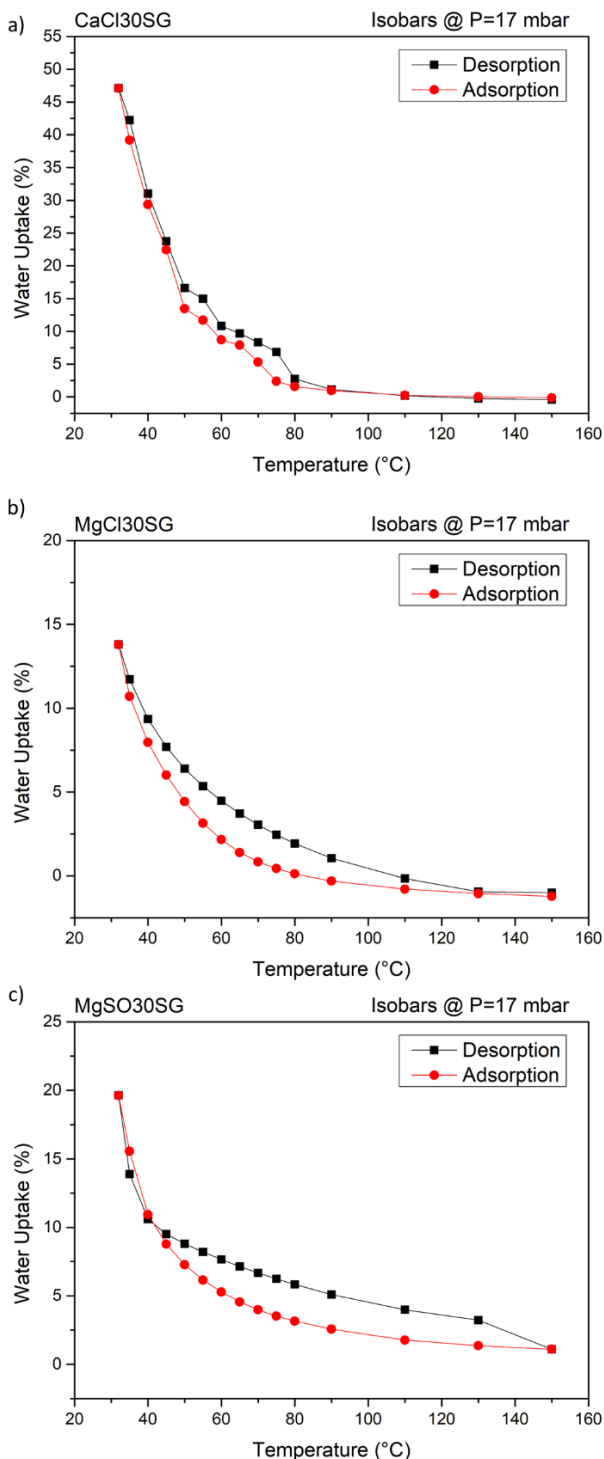 a)
CaCl30SG Isobars @ P=17 mbar
55
50
45
40
35
30
25
20
15
10
5
0
Water Uptake (%)
Desorption
Adsorption
20 40 60 80 100 120 140 160
Temperature (°C)
b)
MgCl30SG Isobars @ P=17 mbar
20
15
10
5
0
Water Uptake (%)
Desorption
Adsorption
20 40 60 80 100 120 140 160
Temperature (°C)
c)
MgSO30SG Isobars @ P=17 mbar
25
20
15
10
5
0
Water Uptake (%)
Desorption
Adsorption
20 40 60 80 100 120 140 160
Temperature (°C)